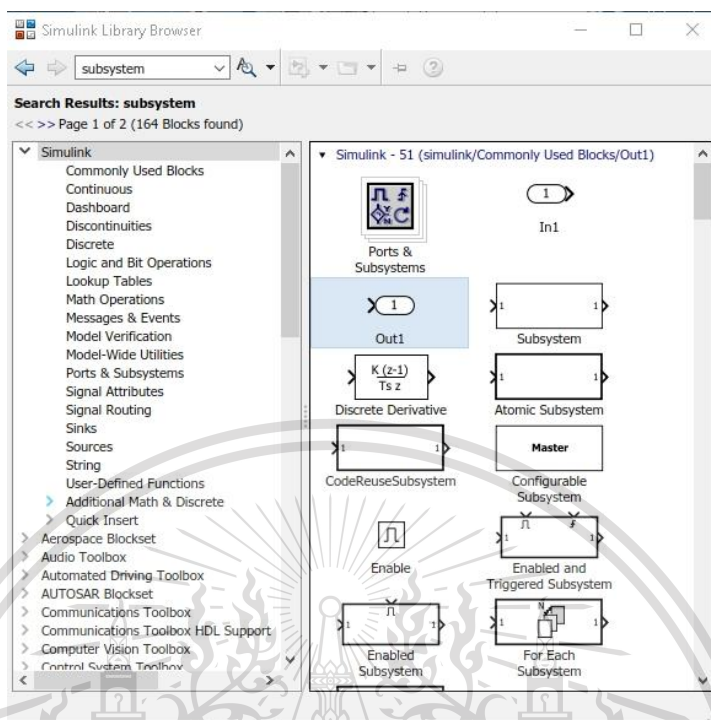 Simulink Library Browser
subsystem
Search Results: subsystem
<< >> Page 1 of 2 (164 Blocks found)
Simulink
Commonly Used Blocks
Continuous
Dashboard
Discontinuities
Discrete
Logic and Bit Operations
Lookup Tables
Math Operations
Messages & Events
Model Verification
Model-Wide Utilities
Ports & Subsystems
Signal Attributes
Signal Routing
Sinks
Sources
String
User-Defined Functions
Additional Math & Discrete
Quick Insert
Aerospace Blockset
Audio Toolbox
Automated Driving Toolbox
AUTOSAR Blockset
Communications Toolbox
Communications Toolbox HDL Support
Computer Vision Toolbox
Control System Toolbox
Simulink - 51 (simulink/Commonly Used Blocks/Out1)
Ports &
Subsystems
1
In1
1
Out1
1 1
Subsystem
K (z-1)
Ts z
Discrete Derivative
1 1
Atomic Subsystem
1 1
CodeReuseSubsystem
Master
Configurable
Subsystem
Enable
1 1
Enabled and
Triggered Subsystem
1 1
Enabled
Subsystem
1 N 1
For Each
Subsystem